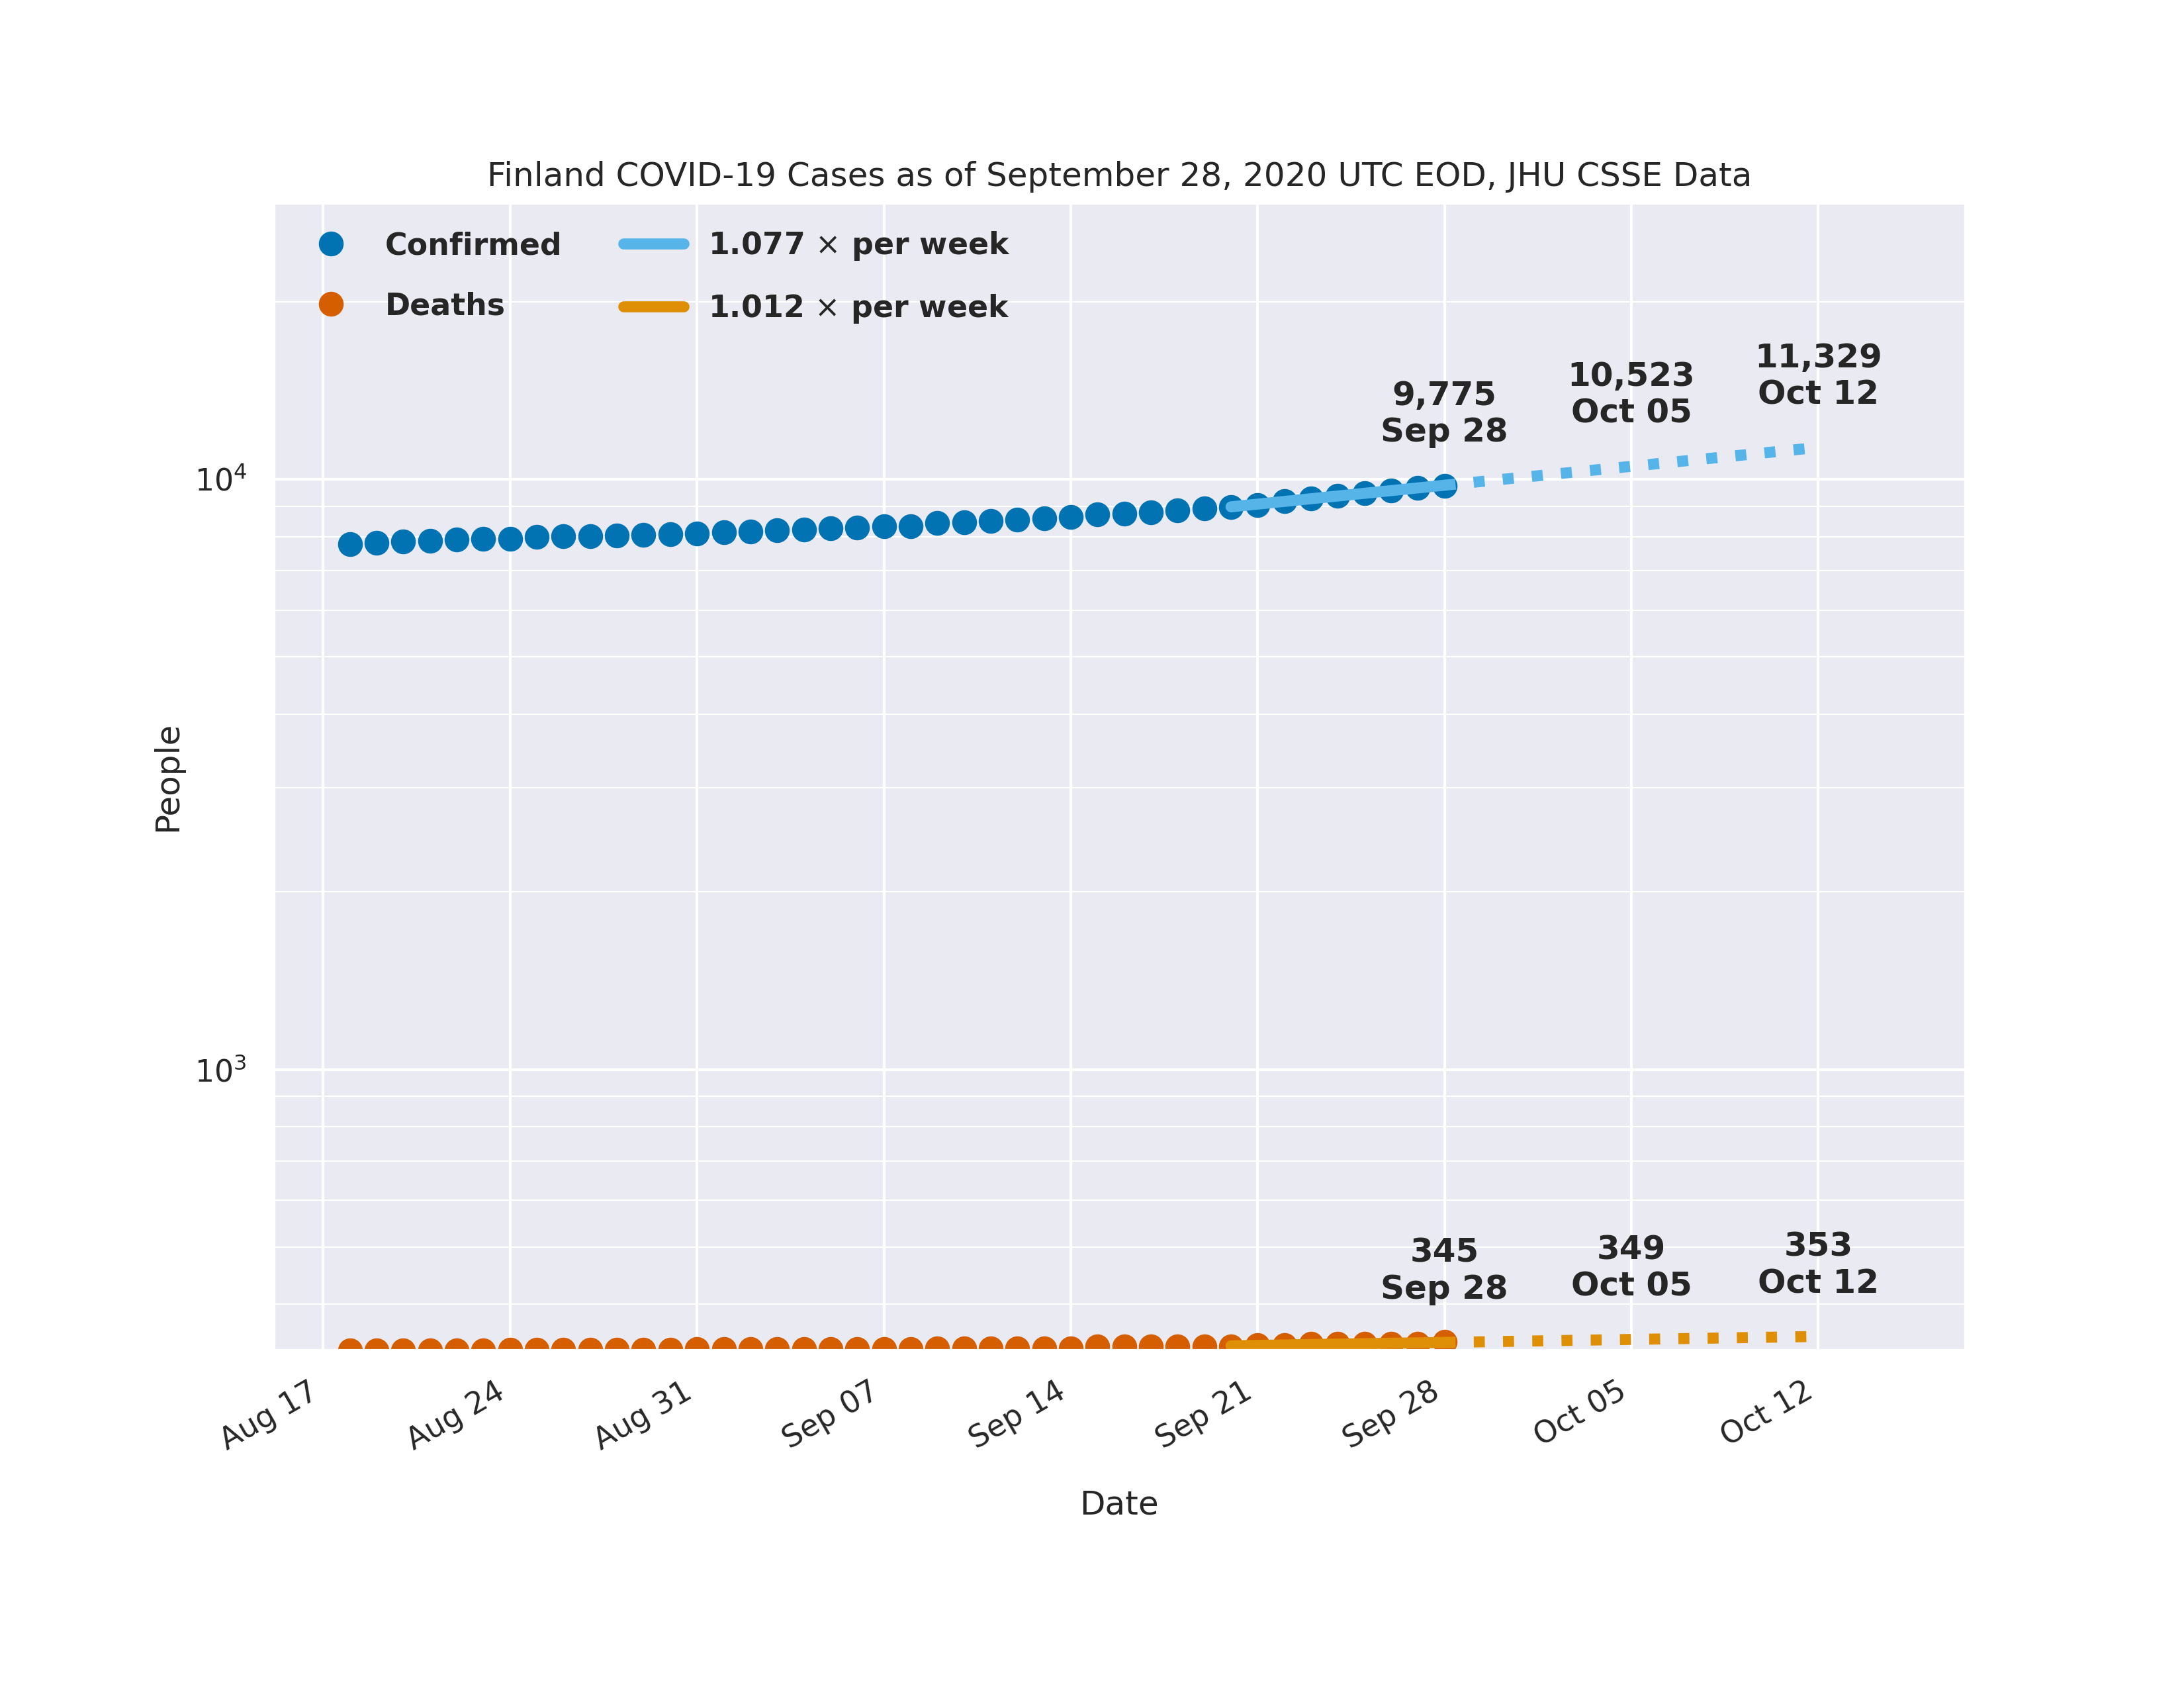 Finland COVID-19 Cases as of September 28, 2020 UTC EOD, JHU CSSE Data
Confirmed
Deaths
1.077 × per week
1.012 × per week
9,775
Sep 28
10,523
Oct 05
11,329
Oct 12
10⁴
10³
People
345
Sep 28
349
Oct 05
353
Oct 12
Aug 17
Aug 24
Aug 31
Sep 07
Sep 14
Sep 21
Sep 28
Oct 05
Oct 12
Date